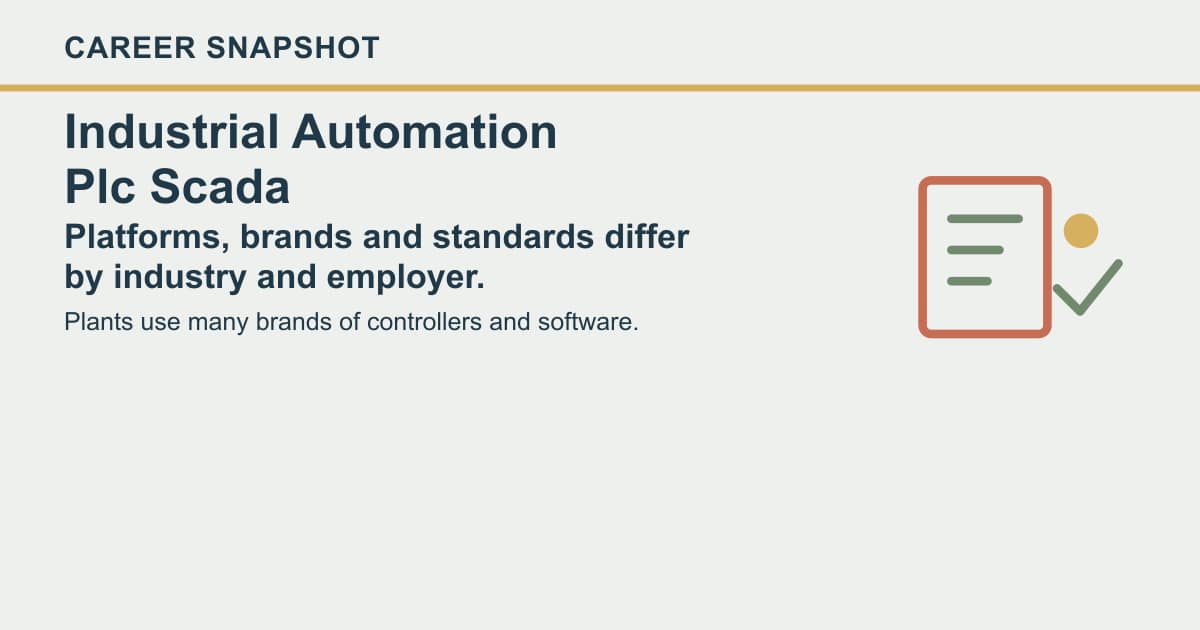 CAREER SNAPSHOT
Industrial Automation
Plc Scada
Platforms, brands and standards differ
by industry and employer.
Plants use many brands of controllers and software.